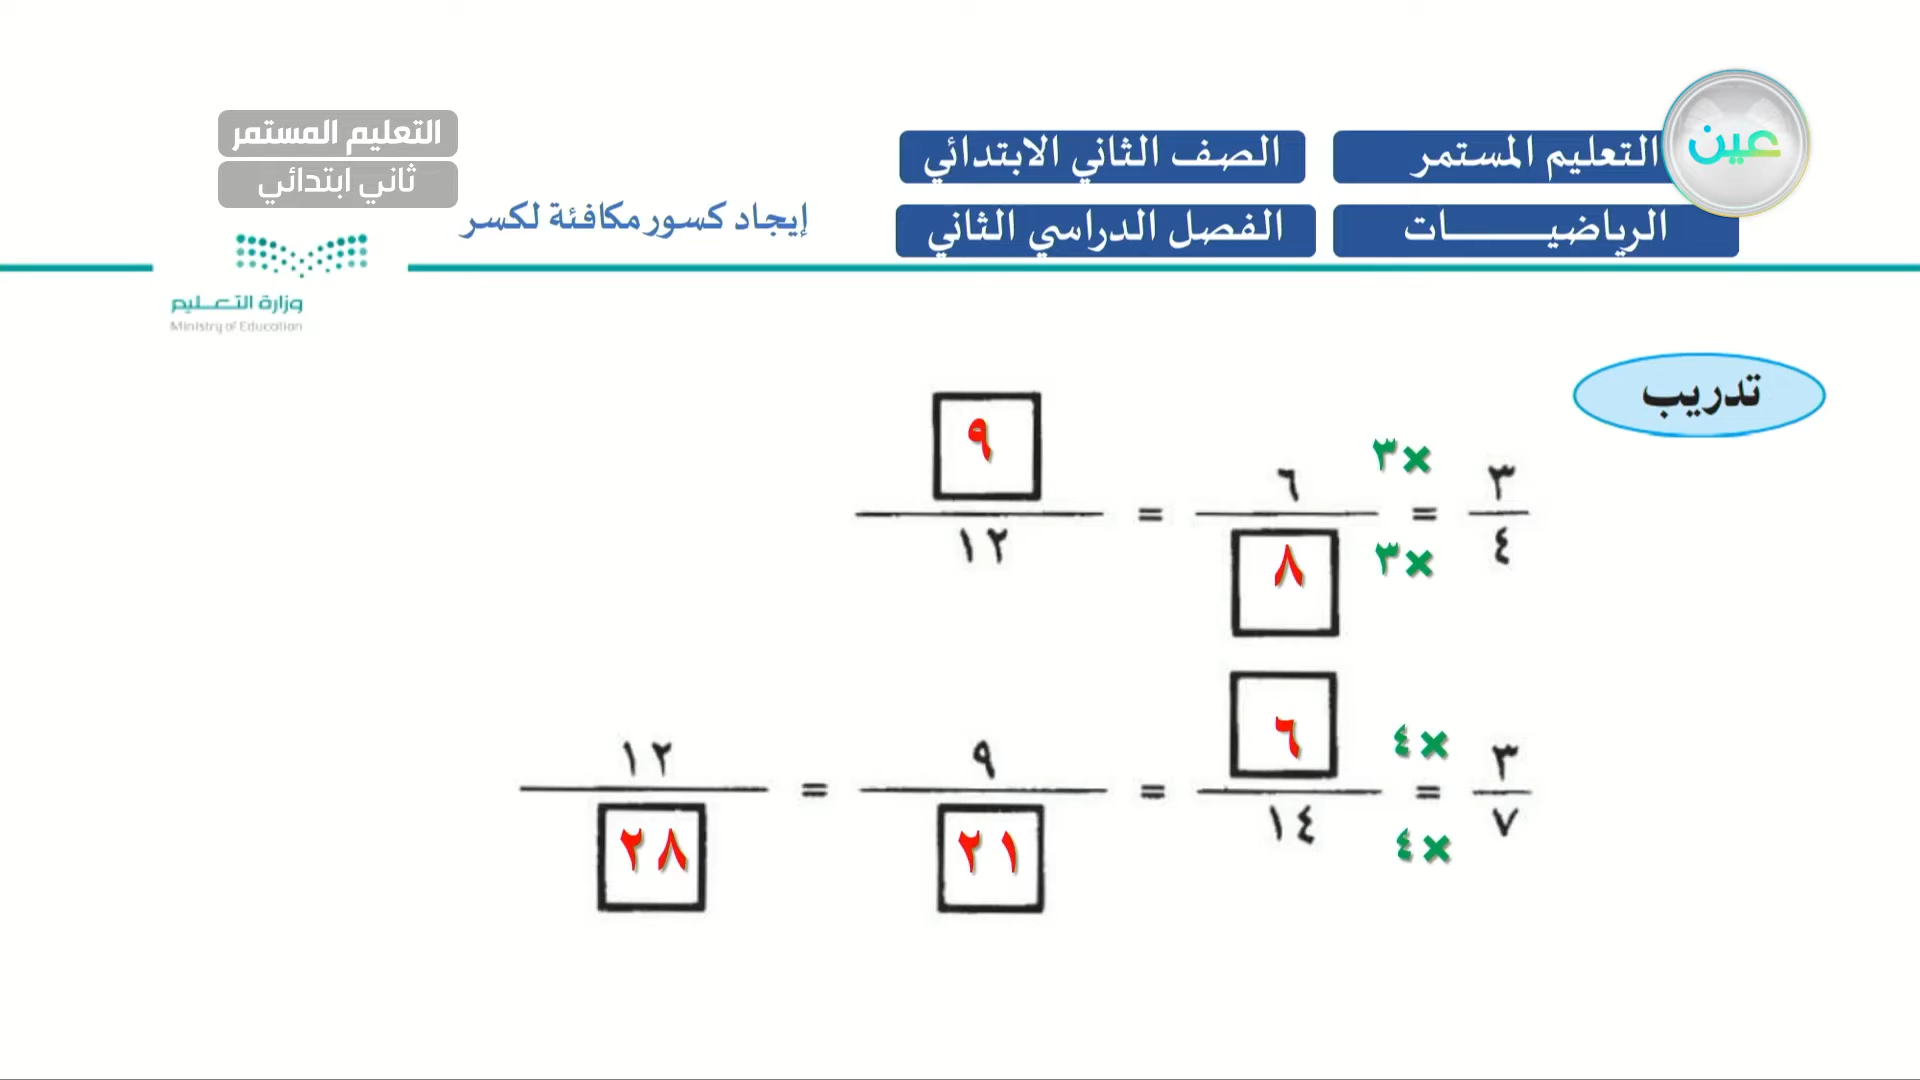 عين
التعليم المستمر
الصف الثاني الابتدائي
الرياضيـــــــــات
الفصل الدراسي الثاني
إيجاد كسور مكافئة لكسر
التعليم المستمر
ثاني ابتدائي
وزارة التعـــليم
Ministry of Education
تدريب
٣/٤ = ٦/٨ = ٩/١٢
×٣
×٣
٣/٧ = ٦/١٤ = ٩/٢١ = ١٢/٢٨
×٤
×٤